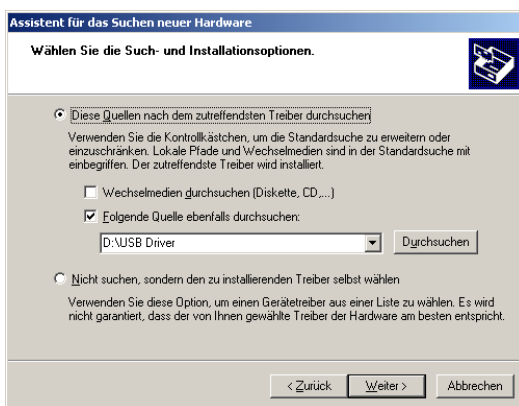 Assistent für das Suchen neuer Hardware
Wählen Sie die Such- und Installationsoptionen.
Diese Quellen nach dem zutreffendsten Treiber durchsuchen
Verwenden Sie die Kontrollkästchen, um die Standardsuche zu erweitern oder
einzuschränken. Lokale Pfade und Wechselmedien sind in der Standardsuche mit
einbegriffen. Der zutreffendste Treiber wird installiert.
Wechselmedien durchsuchen (Diskette, CD,...)
Folgende Quelle ebenfalls durchsuchen:
D:\USB Driver
Durchsuchen
Nicht suchen, sondern den zu installierenden Treiber selbst wählen
Verwenden Sie diese Option, um einen Gerätetreiber aus einer Liste zu wählen. Es wird
nicht garantiert, dass der von Ihnen gewählte Treiber der Hardware am besten entspricht.
< Zurück Weiter > Abbrechen